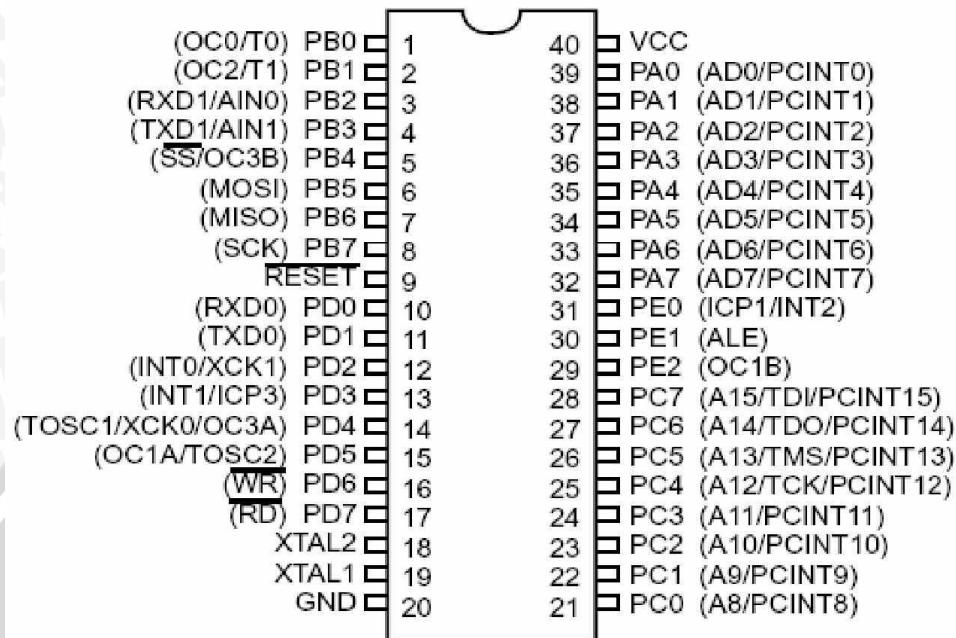 (OC0/T0) PB0 1 40 VCC
(OC2/T1) PB1 2 39 PA0 (AD0/PCINT0)
(RXD1/AIN0) PB2 3 38 PA1 (AD1/PCINT1)
(TXD1/AIN1) PB3 4 37 PA2 (AD2/PCINT2)
(SS/OC3B) PB4 5 36 PA3 (AD3/PCINT3)
(MOSI) PB5 6 35 PA4 (AD4/PCINT4)
(MISO) PB6 7 34 PA5 (AD5/PCINT5)
(SCK) PB7 8 33 PA6 (AD6/PCINT6)
RESET 9 32 PA7 (AD7/PCINT7)
(RXD0) PD0 10 31 PE0 (ICP1/INT2)
(TXD0) PD1 11 30 PE1 (ALE)
(INT0/XCK1) PD2 12 29 PE2 (OC1B)
(INT1/ICP3) PD3 13 28 PC7 (A15/TDI/PCINT15)
(TOSC1/XCK0/OC3A) PD4 14 27 PC6 (A14/TDO/PCINT14)
(OC1A/TOSC2) PD5 15 26 PC5 (A13/TMS/PCINT13)
(WR) PD6 16 25 PC4 (A12/TCK/PCINT12)
(RD) PD7 17 24 PC3 (A11/PCINT11)
XTAL2 18 23 PC2 (A10/PCINT10)
XTAL1 19 22 PC1 (A9/PCINT9)
GND 20 21 PC0 (A8/PCINT8)